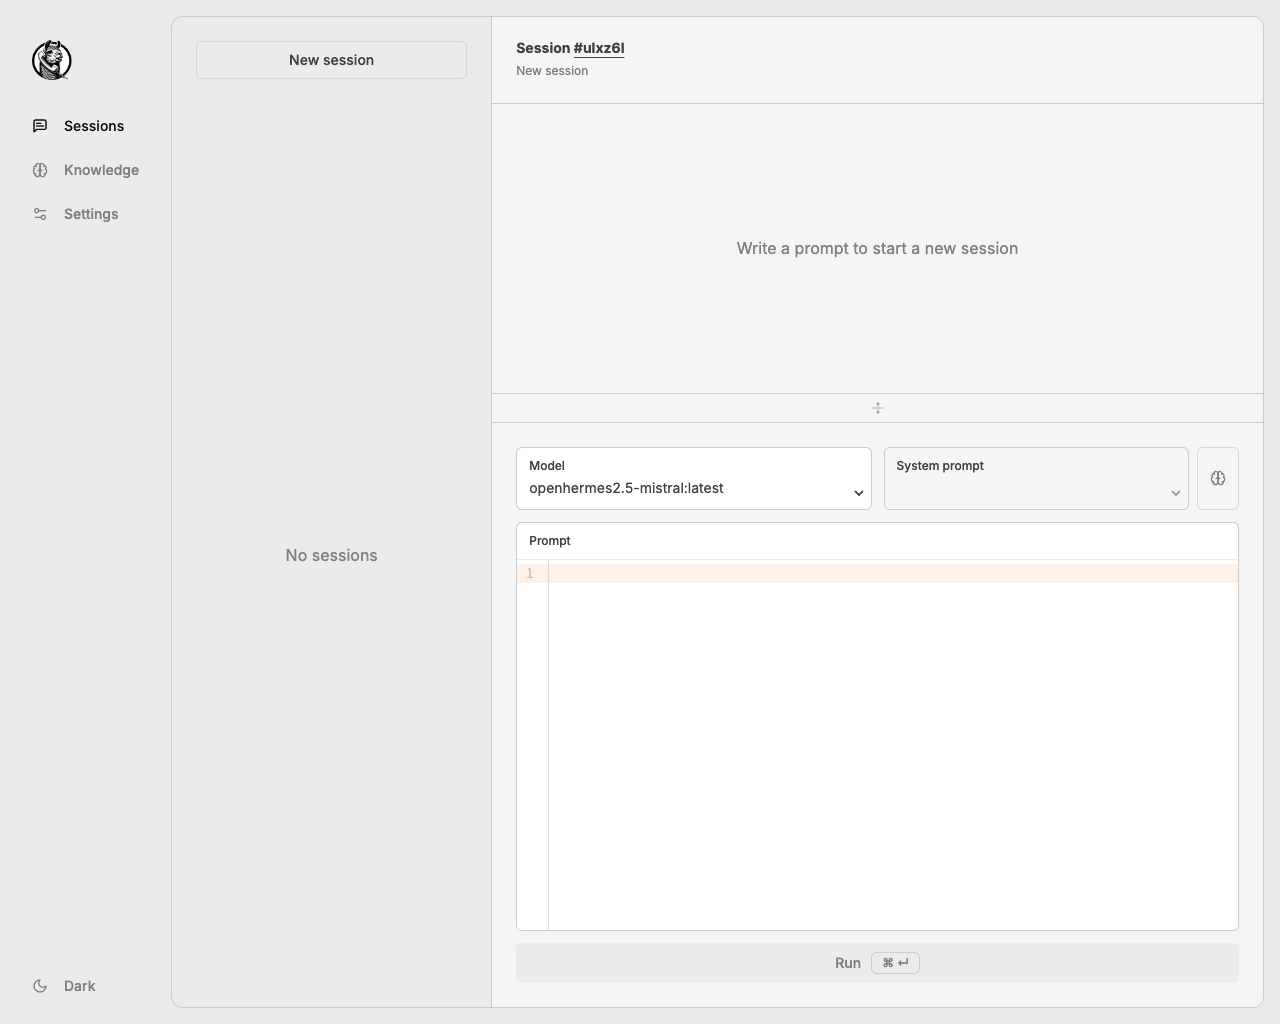 Sessions
Knowledge
Settings
Dark
New session
No sessions
Session #ulxz6l
New session
Write a prompt to start a new session
Model
openhermes2.5-mistral:latest
System prompt
Prompt
1
Run ⌘ ↵